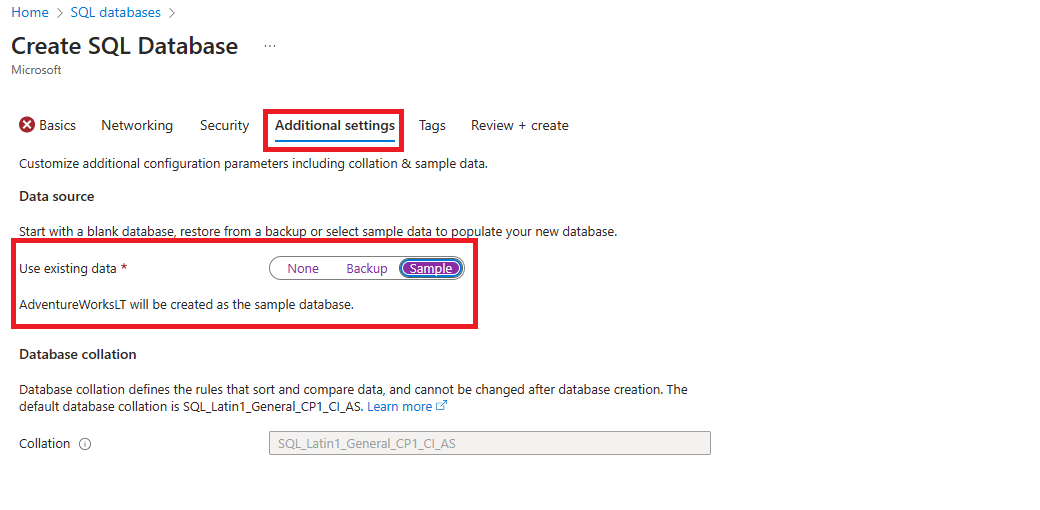 Home > SQL databases >
Create SQL Database ...
Microsoft
Basics Networking Security Additional settings Tags Review + create
Customize additional configuration parameters including collation & sample data.
Data source
Start with a blank database, restore from a backup or select sample data to populate your new database.
Use existing data * None Backup Sample
AdventureWorksLT will be created as the sample database.
Database collation
Database collation defines the rules that sort and compare data, and cannot be changed after database creation. The
default database collation is SQL_Latin1_General_CP1_CI_AS. Learn more
Collation SQL_Latin1_General_CP1_CI_AS